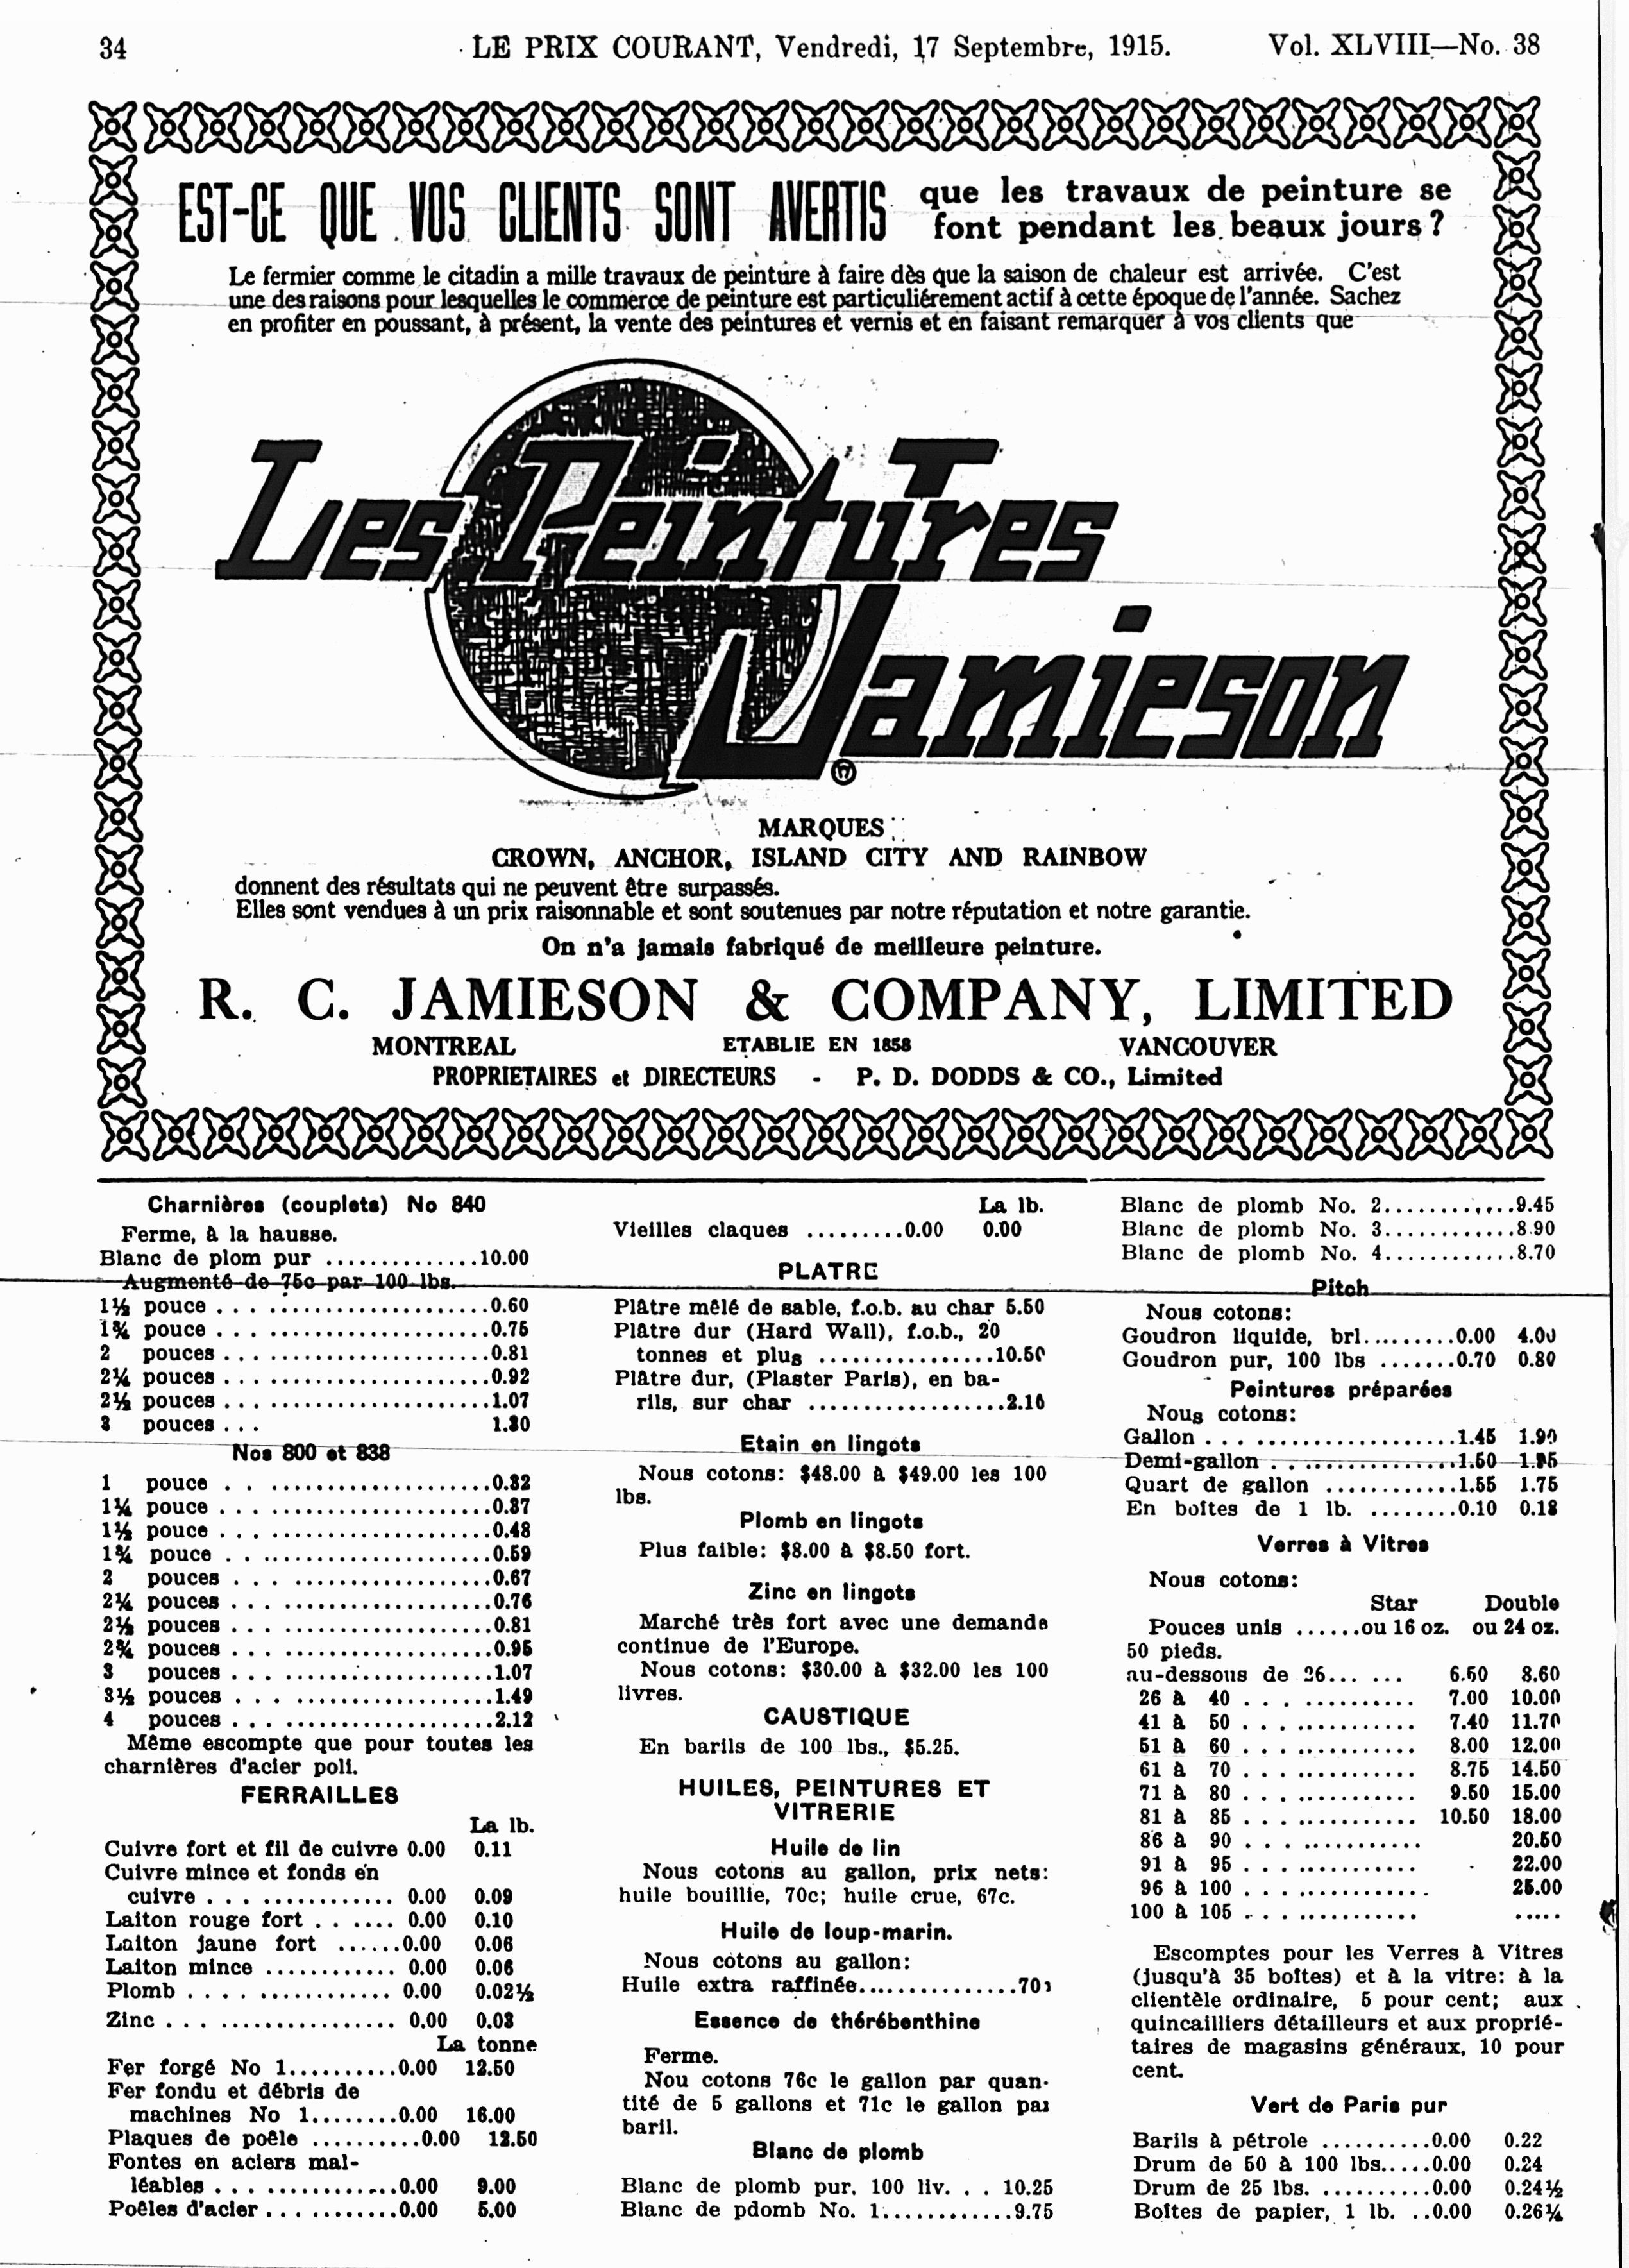 34
LE PRIX COURANT, Vendredi, 17 Septembre, 1915.
Vol. XLVIII—No. 38
EST-CE QUE VOS CLIENTS SONT AVERTIS
que les travaux de peinture se
font pendant les beaux jours?
Le fermier comme le citadin a mille travaux de peinture à faire dès que la saison de chaleur est arrivée. C'est
une des raisons pour lesquelles le commerce de peinture est particuliérement actif à cette époque de l'année. Sachez
en profiter en poussant, à présent, la vente des peintures et vernis et en faisant remarquer à vos clients que
Les Peintures
Jamieson
MARQUES
CROWN, ANCHOR, ISLAND CITY AND RAINBOW
donnent des résultats qui ne peuvent être surpassés.
Elles sont vendues à un prix raisonnable et sont soutenues par notre réputation et notre garantie.
On n'a jamais fabriqué de meilleure peinture.
R. C. JAMIESON & COMPANY, LIMITED
MONTREAL ETABLIE EN 1858 VANCOUVER
PROPRIETAIRES et DIRECTEURS - P. D. DODDS & CO., Limited
Charnières (couplets) No 840
Ferme, à la hausse.
Blanc de plom pur ..............10.00
Augmenté de 75c par 100 lbs.
1½ pouce . . . ......................0.60
1¾ pouce . . . ......................0.75
2 pouces . . . ......................0.81
2¼ pouces . . . ......................0.92
2½ pouces . . . ......................1.07
3 pouces . . . 1.30
Nos 800 et 838
1 pouce . . ......................0.32
1¼ pouce . . . ......................0.37
1½ pouce . . . ......................0.48
1¾ pouce . . ......................0.59
2 pouces . . . ...................0.67
2¼ pouces . . . ....................0.76
2½ pouces . . . ....................0.81
2¾ pouces . . . ....................0.95
3 pouces . . . ....................1.07
3½ pouces . . . ....................1.49
4 pouces . . . ....................2.12
Même escompte que pour toutes les
charnières d'acier poli.
FERRAILLES
La lb.
Cuivre fort et fil de cuivre 0.00 0.11
Cuivre mince et fonds en
cuivre . . . ............ 0.00 0.09
Laiton rouge fort . . ..... 0.00 0.10
Laiton jaune fort ......0.00 0.06
Laiton mince ............ 0.00 0.06
Plomb . . . . ............. 0.00 0.02½
Zinc . . . ................ 0.00 0.03
La tonne
Fer forgé No 1..........0.00 12.50
Fer fondu et débris de
machines No 1........0.00 16.00
Plaques de poêle ..........0.00 12.50
Fontes en aciers mal-
léables . . . .............0.00 9.00
Poêles d'acier . . . ..........0.00 5.00
La lb.
Vieilles claques .........0.00 0.00
PLATRE
Plâtre mêlé de sable, f.o.b. au char 5.50
Plâtre dur (Hard Wall), f.o.b., 20
tonnes et plus ................10.50
Plâtre dur, (Plaster Paris), en ba-
rils, sur char ..................2.10
Etain en lingots
Nous cotons: $48.00 à $49.00 les 100
lbs.
Plomb en lingots
Plus faible: $8.00 à $8.50 fort.
Zinc en lingots
Marché très fort avec une demande
continue de l'Europe.
Nous cotons: $30.00 à $32.00 les 100
livres.
CAUSTIQUE
En barils de 100 lbs., $5.25.
HUILES, PEINTURES ET
VITRERIE
Huile de lin
Nous cotons au gallon, prix nets:
huile bouillie, 70c; huile crue, 67c.
Huile de loup-marin.
Nous cotons au gallon:
Huile extra raffinée...............70
Essence de thérébenthine
Ferme.
Nou cotons 76c le gallon par quan-
tité de 5 gallons et 71c le gallon par
baril.
Blanc de plomb
Blanc de plomb pur, 100 liv. . . 10.25
Blanc de pdomb No. 1............9.75
Blanc de plomb No. 2............9.45
Blanc de plomb No. 3............8.90
Blanc de plomb No. 4............8.70
Pitch
Nous cotons:
Goudron liquide, brl..........0.00 4.00
Goudron pur, 100 lbs .......0.70 0.80
Peintures préparées
Nous cotons:
Gallon . . . ...................1.45 1.90
Demi-gallon . . ...............1.50 1.95
Quart de gallon ............1.55 1.75
En boîtes de 1 lb. ........0.10 0.18
Verres à Vitres
Nous cotons:
Star Double
Pouces unis ......ou 16 oz. ou 24 oz.
50 pieds.
au-dessous de 26... ... 6.50 8.60
26 à 40 . . . ........... 7.00 10.00
41 à 50 . . . ............ 7.40 11.70
51 à 60 . . . ............ 8.00 12.00
61 à 70 . . . ............ 8.75 14.50
71 à 80 . . . ............ 9.50 15.00
81 à 85 . . . ............ 10.50 18.00
86 à 90 . . . ............ 20.50
91 à 95 . . . ............ 22.00
96 à 100 . . . ............. 25.00
100 à 105 . . . ............ .....
Escomptes pour les Verres à Vitres
(jusqu'à 35 boîtes) et à la vitre: à la
clientèle ordinaire, 5 pour cent; aux
quincailliers détailleurs et aux proprié-
taires de magasins généraux, 10 pour
cent.
Vert de Paris pur
Barils à pétrole ..........0.00 0.22
Drum de 50 à 100 lbs.....0.00 0.24
Drum de 25 lbs. ..........0.00 0.24½
Boîtes de papier, 1 lb. ..0.00 0.26¼